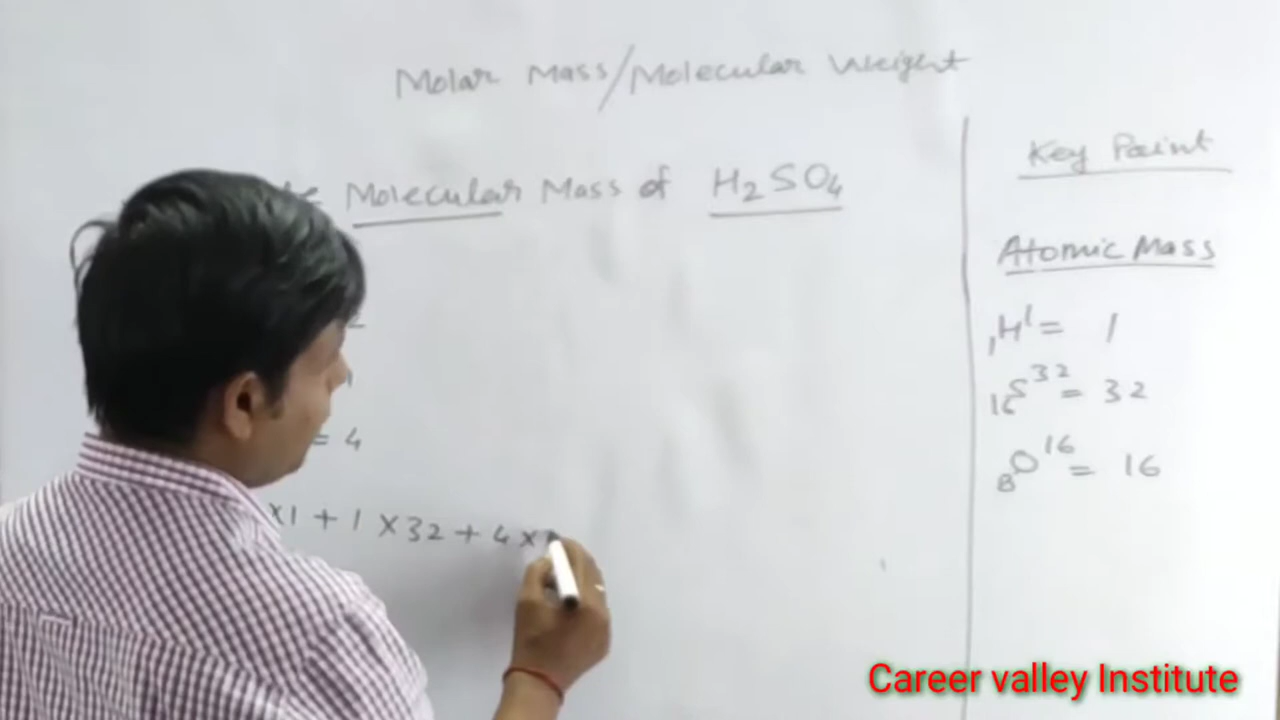 Molar Mass/Molecular Weight
Molecular Mass of H2SO4
= 4
×1 + 1 × 32 + 4 ×
Key Point
Atomic Mass
1H1 = 1
16S32 = 32
8O16 = 16
Career valley Institute